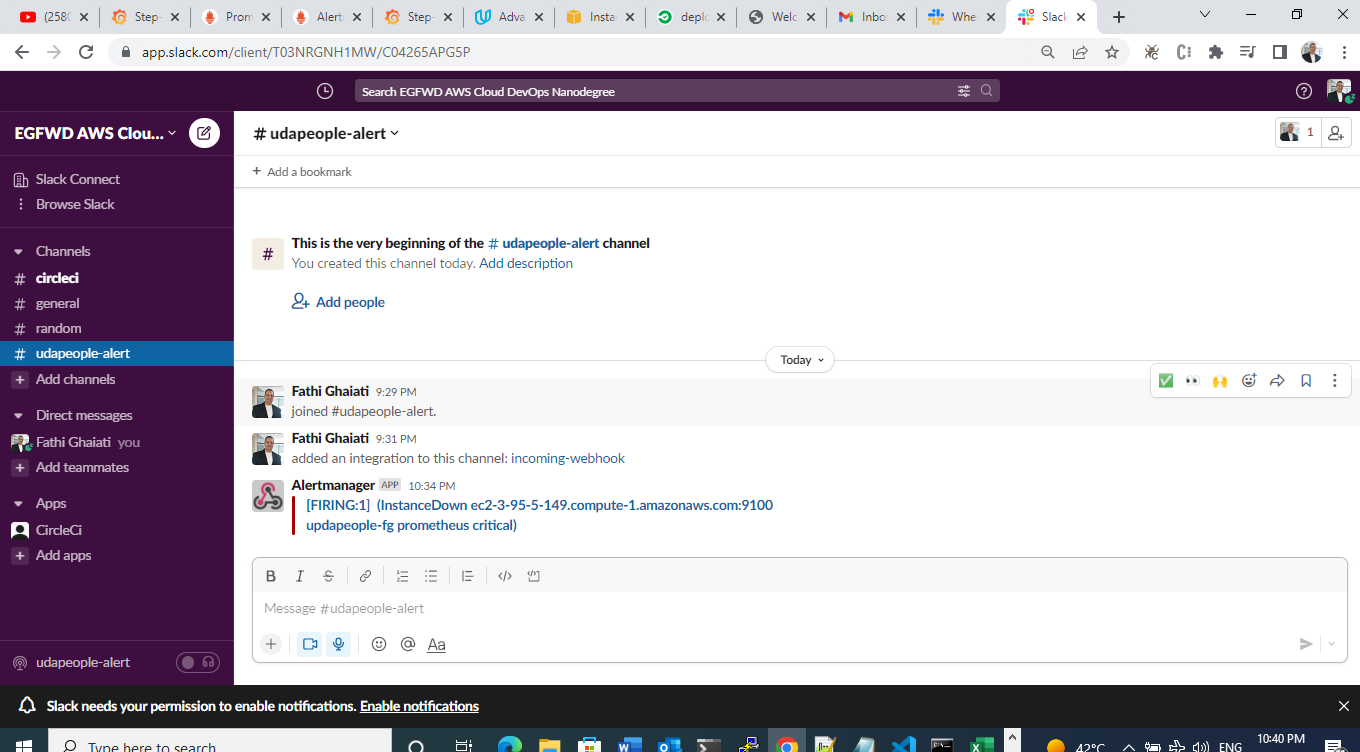 (258(
Step-
Prom
Alert
Step-
Adva
Insta
deplo
Welc
Inbo
Whe
Slack
app.slack.com/client/T03NRGNH1MW/C04265APG5P
Search EGFWD AWS Cloud DevOps Nanodegree
EGFWD AWS Clou...
# udapeople-alert
1
+ Add a bookmark
Slack Connect
Browse Slack
Channels
# circleci
# general
# random
# udapeople-alert
+ Add channels
Direct messages
Fathi Ghaiati you
+ Add teammates
Apps
CircleCi
+ Add apps
udapeople-alert
# This is the very beginning of the # udapeople-alert channel
You created this channel today. Add description
Add people
Today
Fathi Ghaiati 9:29 PM
joined #udapeople-alert.
Fathi Ghaiati 9:31 PM
added an integration to this channel: incoming-webhook
Alertmanager APP 10:34 PM
[FIRING:1] (InstanceDown ec2-3-95-5-149.compute-1.amazonaws.com:9100
updapeople-fg prometheus critical)
B I S
Message #udapeople-alert
Aa
Slack needs your permission to enable notifications. Enable notifications
Type here to search
42°C
ENG
10:40 PM